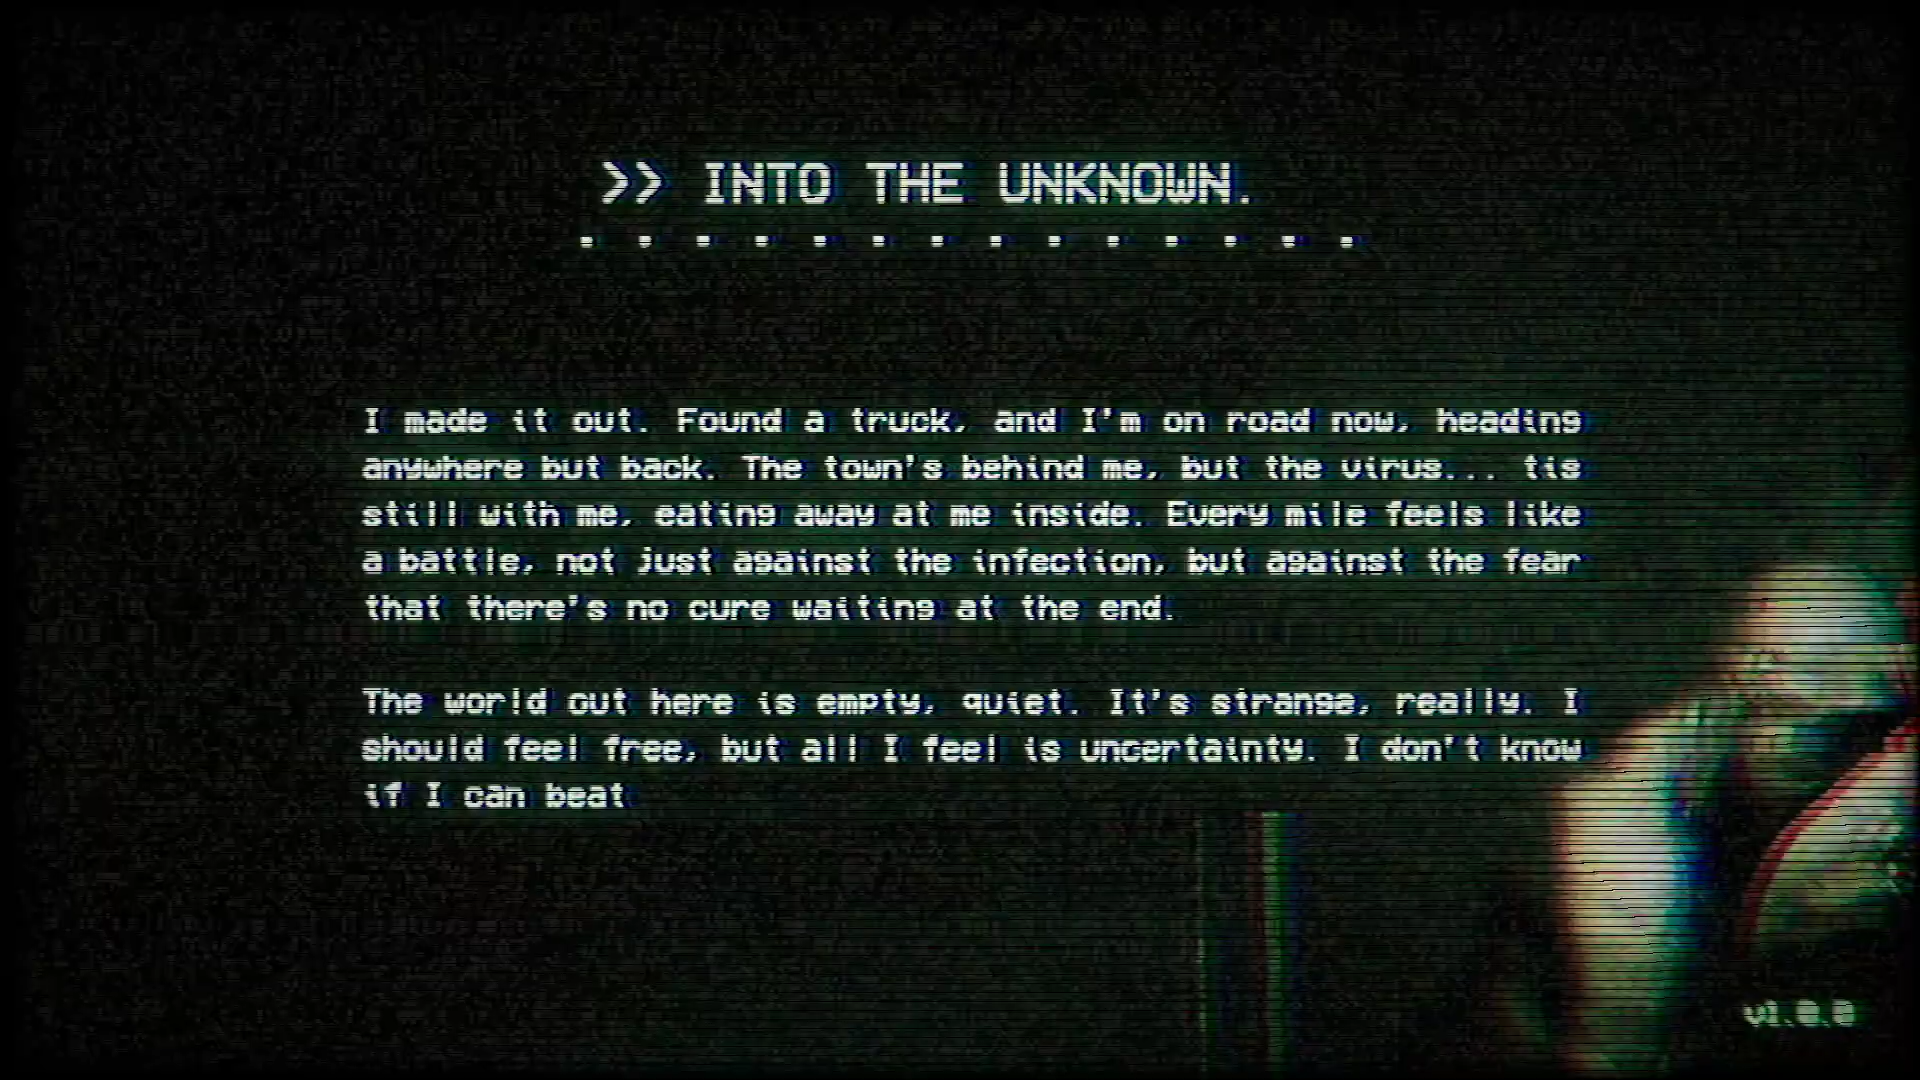 >> INTO THE UNKNOWN.
. . . . . . . . . . . . . .
I made it out. Found a truck, and I'm on road now, heading
anywhere but back. The town's behind me, but the virus... tis
still with me, eating away at me inside. Every mile feels like
a battle, not just against the infection, but against the fear
that there's no cure waiting at the end.
The world out here is empty, quiet. It's strange, really. I
should feel free, but all I feel is uncertainty. I don't know
if I can beat
v1.0.0